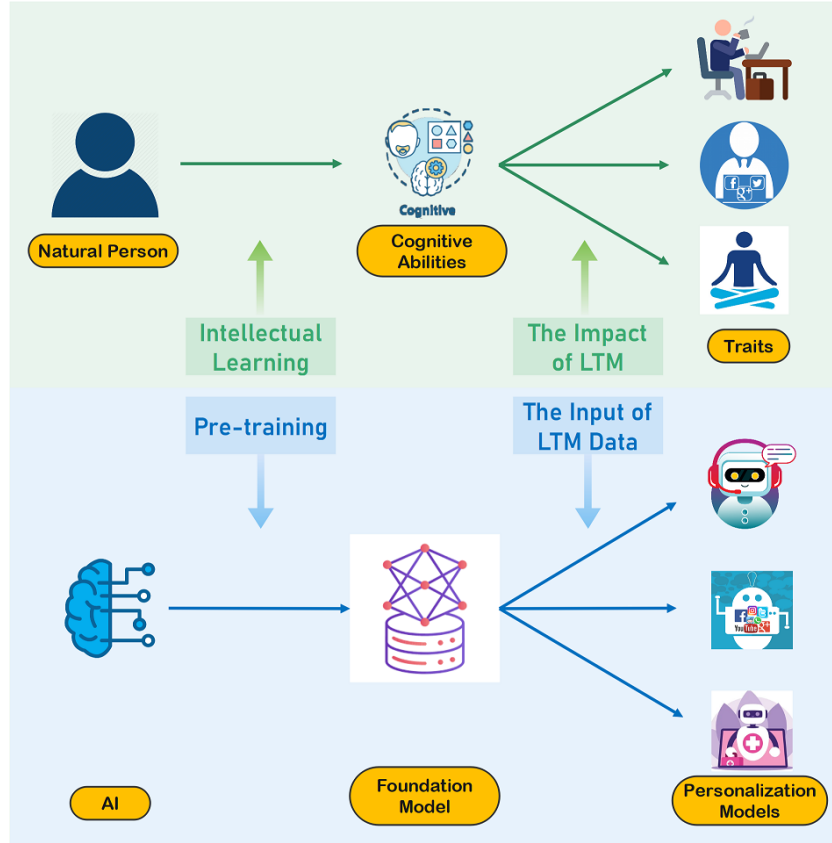 Cognitive
Natural Person
Cognitive
Abilities
Traits
Intellectual
Learning
The Impact
of LTM
Pre-training
The Input of
LTM Data
YouTube
AI
Foundation
Model
Personalization
Models